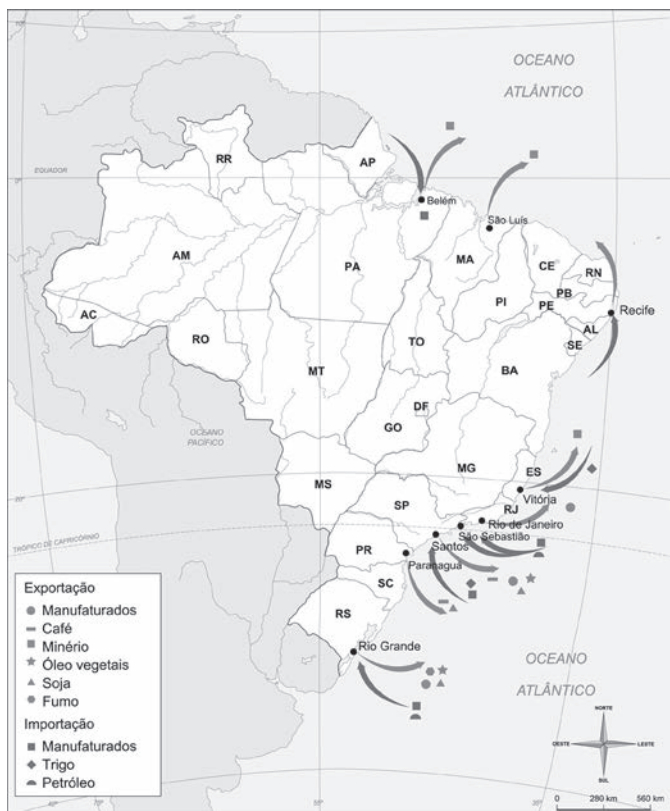 OCEANO
ATLÂNTICO
EQUADOR
RR
AP
Belém
São Luís
AM
PA
MA
CE
RN
PB
PE
PI
AL
SE
Recife
AC
RO
TO
MT
BA
DF
GO
OCEANO
PACÍFICO
MS
MG
ES
Vitória
SP
RJ
Rio de Janeiro
São Sebastião
Santos
TRÓPICO DE CAPRICÓRNIO
PR
Paranagua
SC
RS
Rio Grande
OCEANO
ATLÂNTICO
Exportação
Manufaturados
Café
Minério
Óleo vegetais
Soja
Fumo
Importação
Manufaturados
Trigo
Petróleo
NORTE
OESTE
LESTE
SUL
0 280 km 560 km